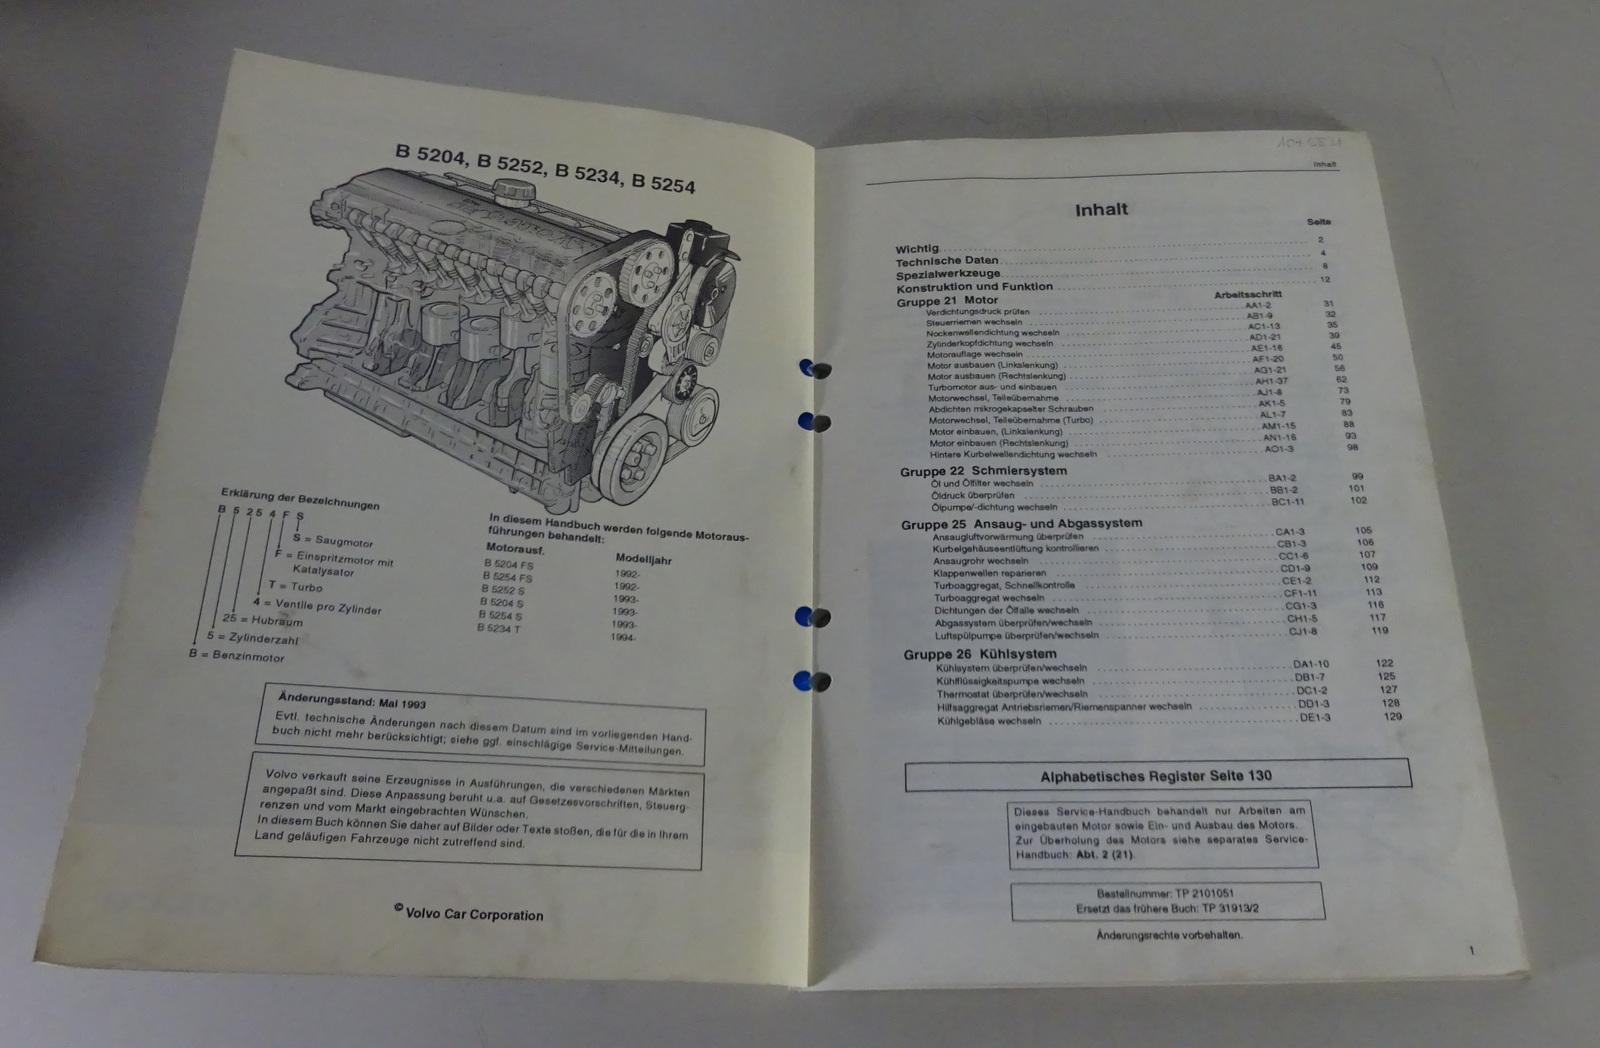 B 5204, B 5252, B 5234, B 5254
Erklärung der Bezeichnungen
B 5 25 4 F S
S = Saugmotor
F = Einspritzmotor mit
Katalysator
T = Turbo
4 = Ventile pro Zylinder
25 = Hubraum
5 = Zylinderzahl
B = Benzinmotor
In diesem Handbuch werden folgende Motoraus-
führungen behandelt:
Motorausf. Modelljahr
B 5204 FS 1992-
B 5254 FS 1992-
B 5252 S 1993-
B 5204 S 1993-
B 5254 S 1993-
B 5234 T 1994-
Änderungsstand: Mai 1993
Evtl. technische Änderungen nach diesem Datum sind im vorliegenden Hand-
buch nicht mehr berücksichtigt; siehe ggf. einschlägige Service-Mitteilungen.
Volvo verkauft seine Erzeugnisse in Ausführungen, die verschiedenen Märkten
angepaßt sind. Diese Anpassung beruht u.a. auf Gesetzesvorschriften, Steuerg-
renzen und vom Markt eingebrachten Wünschen.
In diesem Buch können Sie daher auf Bilder oder Texte stoßen, die für die in Ihrem
Land geläufigen Fahrzeuge nicht zutreffend sind.
© Volvo Car Corporation
Inhalt
Inhalt
Seite
Wichtig 2
Technische Daten 4
Spezialwerkzeuge 8
Konstruktion und Funktion 12
Gruppe 21 Motor Arbeitsschritt
Verdichtungsdruck prüfen AA1-2 31
Steuerriemen wechseln AB1-9 32
Nockenwellendichtung wechseln AC1-13 35
Zylinderkopfdichtung wechseln AD1-21 39
Motorauflage wechseln AE1-16 45
Motor ausbauen (Linkslenkung) AF1-20 50
Motor ausbauen (Rechtslenkung) AG1-21 56
Turbomotor aus- und einbauen AH1-37 62
Motorwechsel, Teileübernahme AJ1-8 73
Abdichten mikrogekapselter Schrauben AK1-5 79
Motorwechsel, Teileübernahme (Turbo) AL1-7 83
Motor einbauen, (Linkslenkung) AM1-15 88
Motor einbauen (Rechtslenkung) AN1-16 93
Hintere Kurbelwellendichtung wechseln AO1-3 98
Gruppe 22 Schmiersystem
Öl und Ölfilter wechseln BA1-2 99
Öldruck überprüfen BB1-2 101
Ölpumpe/-dichtung wechseln BC1-11 102
Gruppe 25 Ansaug- und Abgassystem
Ansaugluftvorwärmung überprüfen CA1-3 105
Kurbelgehäuseentlüftung kontrollieren CB1-3 106
Ansaugrohr wechseln CC1-6 107
Klappenwellen reparieren CD1-9 109
Turboaggregat, Schnellkontrolle CE1-2 112
Turboaggregat wechseln CF1-11 113
Dichtungen der Ölfalle wechseln CG1-3 116
Abgassystem überprüfen/wechseln CH1-5 117
Luftspülpumpe überprüfen/wechseln CJ1-8 119
Gruppe 26 Kühlsystem
Kühlsystem überprüfen/wechseln DA1-10 122
Kühlflüssigkeitspumpe wechseln DB1-7 125
Thermostat überprüfen/wechseln DC1-2 127
Hilfsaggregat Antriebsriemen/Riemenspanner wechseln DD1-3 128
Kühlgebläse wechseln DE1-3 129
Alphabetisches Register Seite 130
Dieses Service-Handbuch behandelt nur Arbeiten am
eingebauten Motor sowie Ein- und Ausbau des Motors.
Zur Überholung des Motors siehe separates Service-
Handbuch: Abt. 2 (21).
Bestellnummer: TP 2101051
Ersetzt das frühere Buch: TP 31913/2
Änderungsrechte vorbehalten.
1